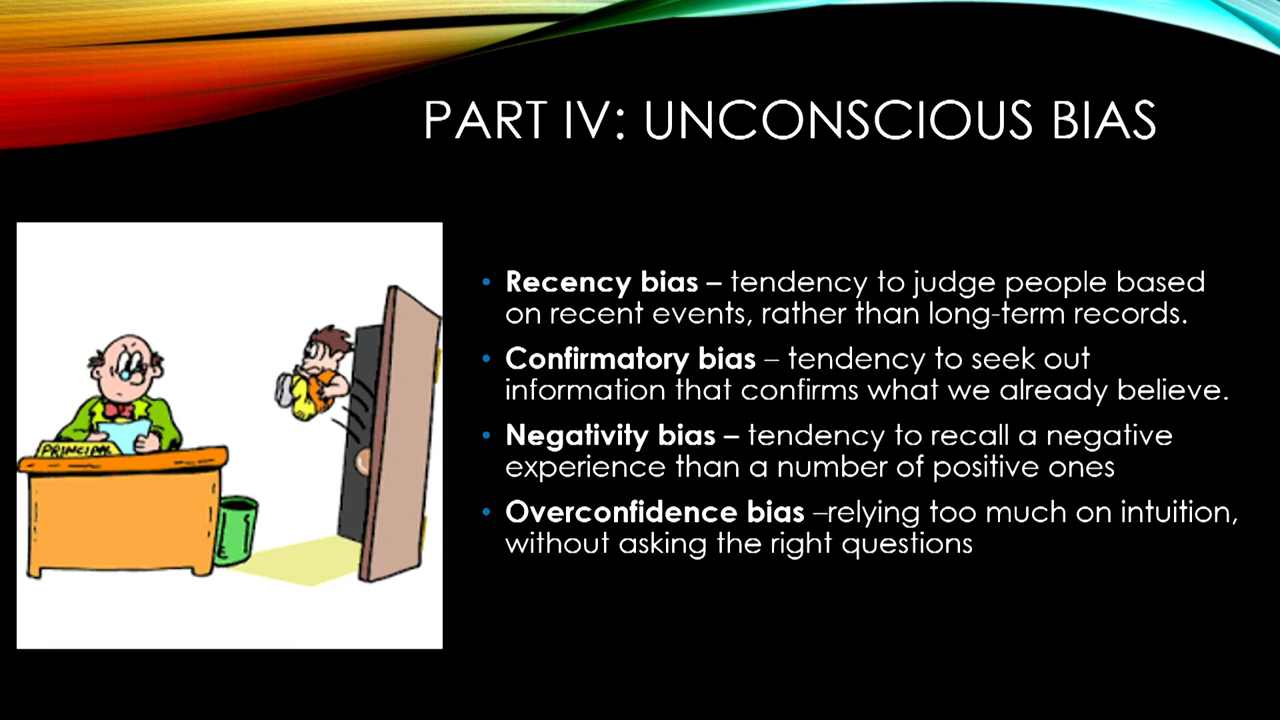 PART IV: UNCONSCIOUS BIAS
PRINCIPAL
• Recency bias – tendency to judge people based
on recent events, rather than long-term records.
• Confirmatory bias – tendency to seek out
information that confirms what we already believe.
• Negativity bias – tendency to recall a negative
experience than a number of positive ones
• Overconfidence bias –relying too much on intuition,
without asking the right questions